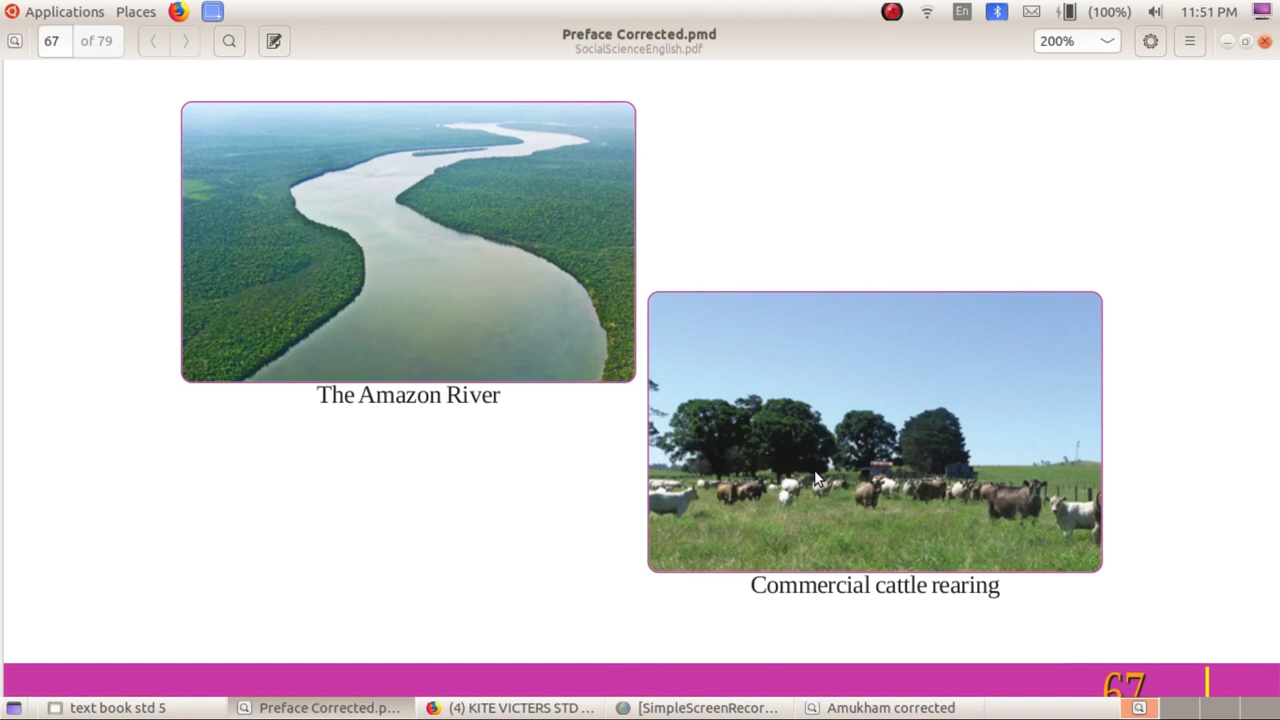 Applications Places En (100%) 11:51 PM
67 of 79 Preface Corrected.pmd 200%
SocialScienceEnglish.pdf
The Amazon River
Commercial cattle rearing
67
text book std 5 Preface Corrected.p... (4) KITE VICTERS STD ... [SimpleScreenRecor... Amukham corrected